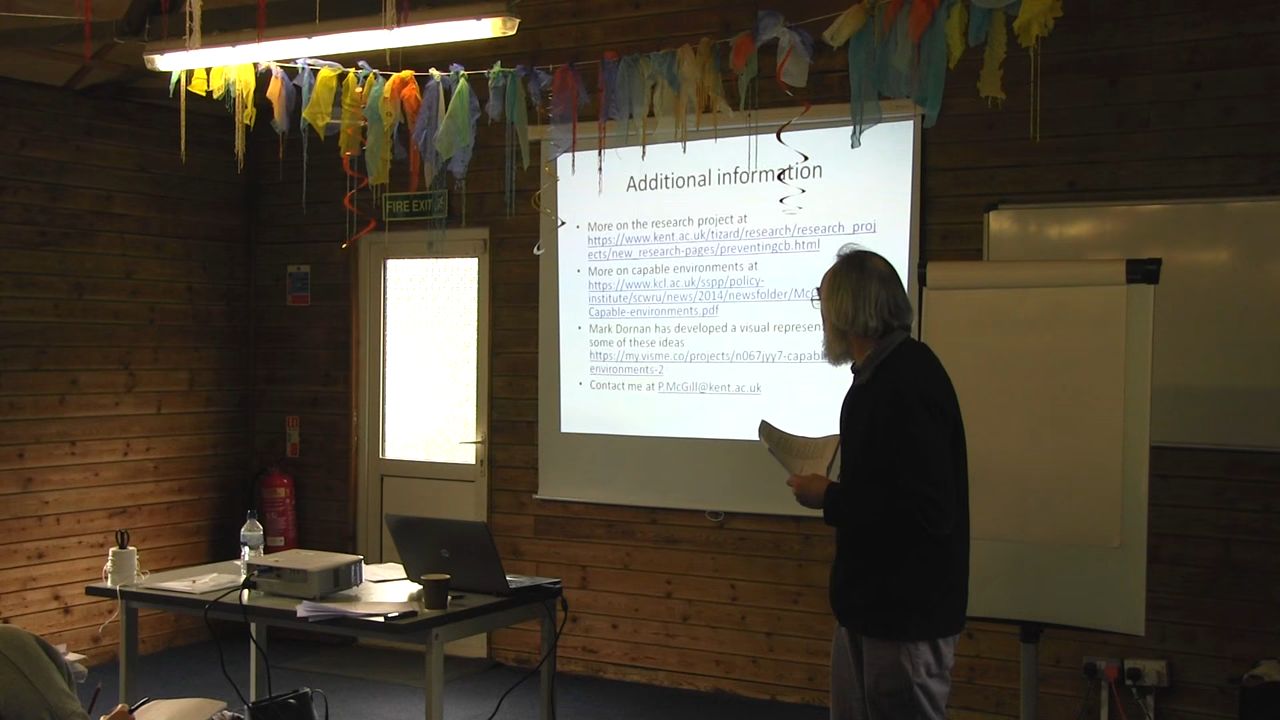 FIRE EXIT
Additional information
• More on the research project at
https://www.kent.ac.uk/tizard/research/research_proj
ects/new_research-pages/preventingcb.html
• More on capable environments at
https://www.kcl.ac.uk/sspp/policy-
institute/scwru/news/2014/newsfolder/McG
Capable-environments.pdf
• Mark Dornan has developed a visual represen
some of these ideas
https://my.visme.co/projects/n067jyy7-capabl
environments-2
• Contact me at P.McGill@kent.ac.uk